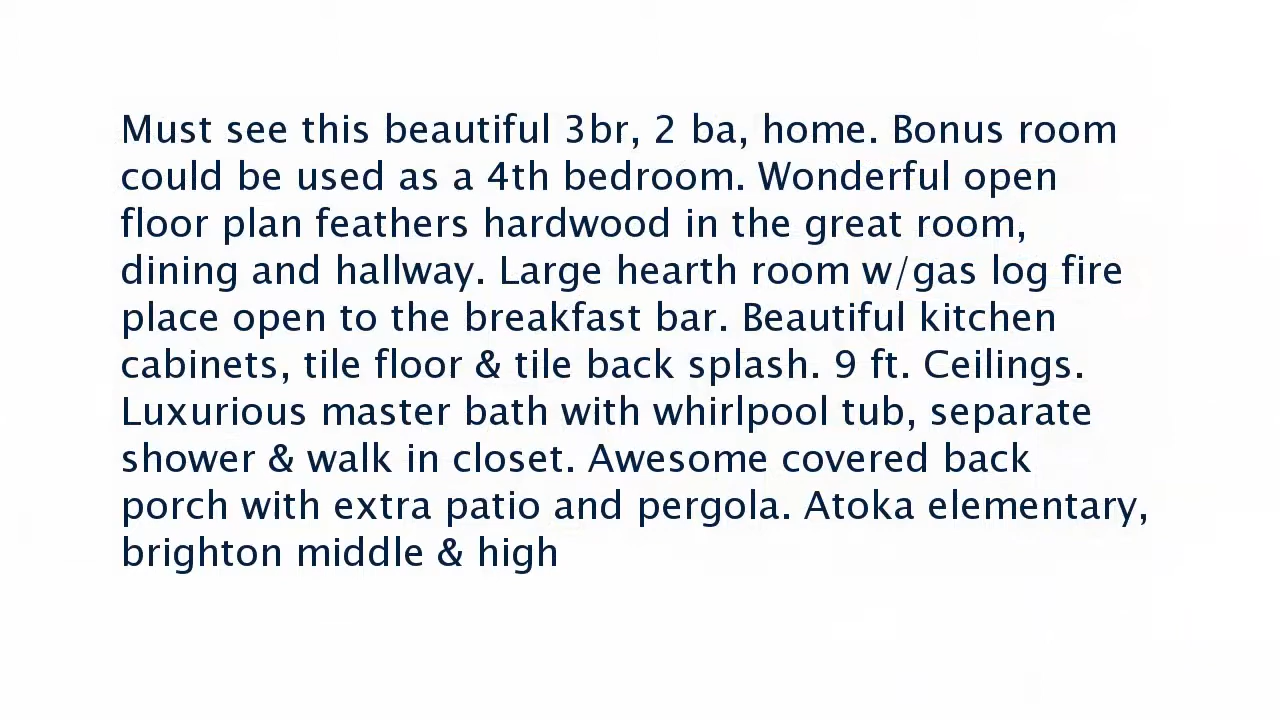 Must see this beautiful 3br, 2 ba, home. Bonus room
could be used as a 4th bedroom. Wonderful open
floor plan feathers hardwood in the great room,
dining and hallway. Large hearth room w/gas log fire
place open to the breakfast bar. Beautiful kitchen
cabinets, tile floor & tile back splash. 9 ft. Ceilings.
Luxurious master bath with whirlpool tub, separate
shower & walk in closet. Awesome covered back
porch with extra patio and pergola. Atoka elementary,
brighton middle & high